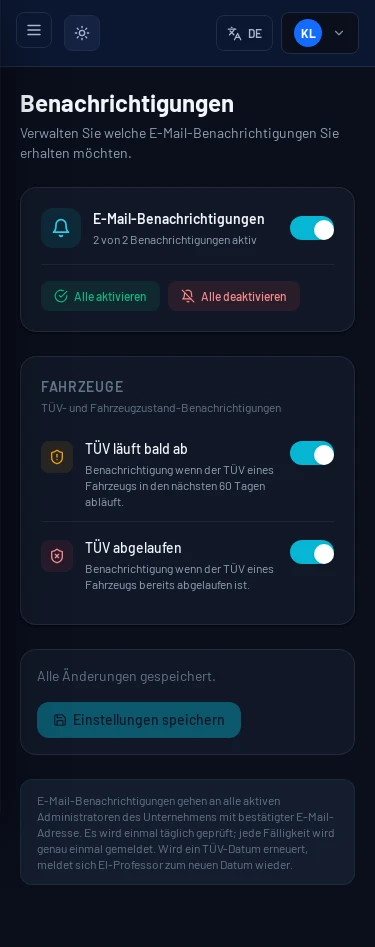 DE
KL
Benachrichtigungen
Verwalten Sie welche E-Mail-Benachrichtigungen Sie
erhalten möchten.
E-Mail-Benachrichtigungen
2 von 2 Benachrichtigungen aktiv
Alle aktivieren
Alle deaktivieren
FAHRZEUGE
TÜV- und Fahrzeugzustand-Benachrichtigungen
TÜV läuft bald ab
Benachrichtigung wenn der TÜV eines
Fahrzeugs in den nächsten 60 Tagen
abläuft.
TÜV abgelaufen
Benachrichtigung wenn der TÜV eines
Fahrzeugs bereits abgelaufen ist.
Alle Änderungen gespeichert.
Einstellungen speichern
E-Mail-Benachrichtigungen gehen an alle aktiven
Administratoren des Unternehmens mit bestätigter E-Mail-
Adresse. Es wird einmal täglich geprüft; jede Fälligkeit wird
genau einmal gemeldet. Wird ein TÜV-Datum erneuert,
meldet sich EI-Professor zum neuen Datum wieder.